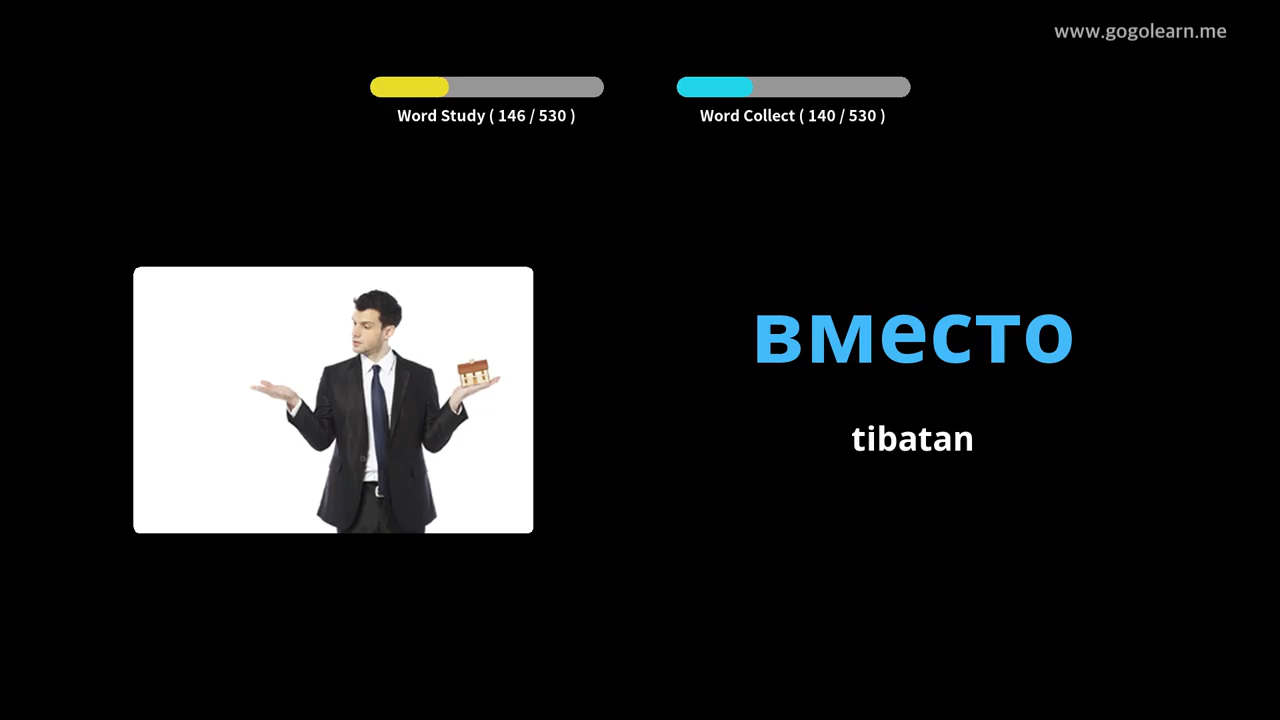 www.gogolearn.me
Word Study ( 146 / 530 )
Word Collect ( 140 / 530 )
вместо
tibatan